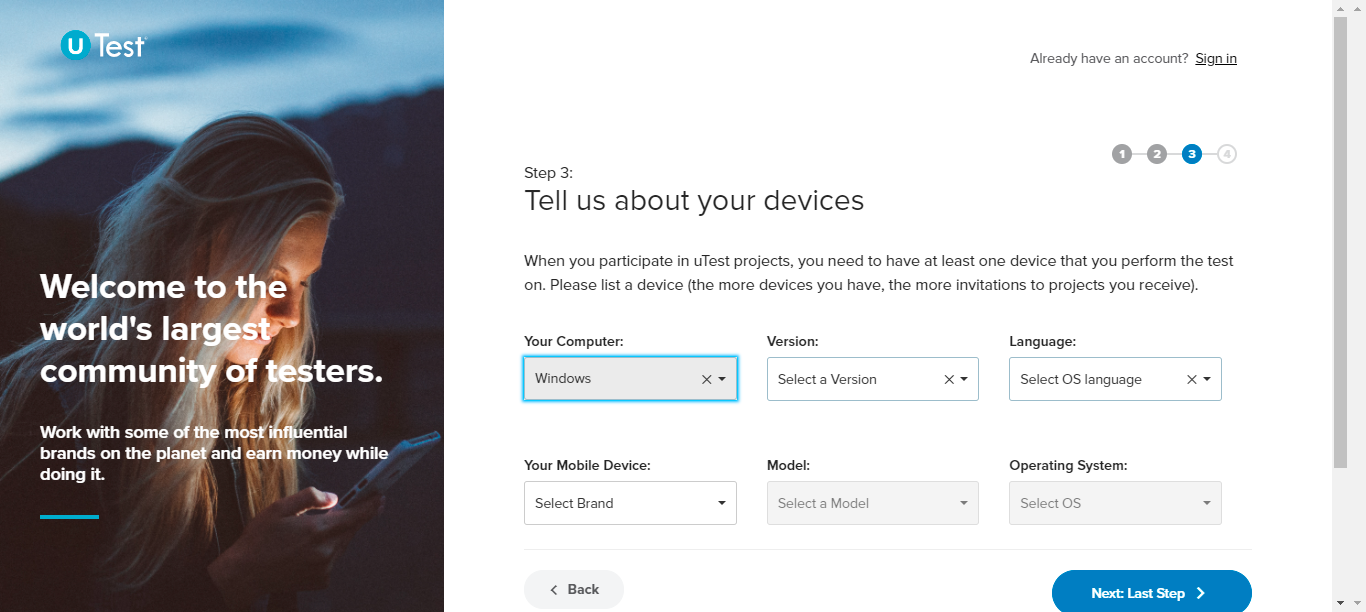 uTest
Already have an account? Sign in
1 2 3 4
Step 3:
Tell us about your devices
When you participate in uTest projects, you need to have at least one device that you perform the test
on. Please list a device (the more devices you have, the more invitations to projects you receive).
Welcome to the
world's largest
community of testers.
Work with some of the most influential
brands on the planet and earn money while
doing it.
Your Computer: Version: Language:
Windows Select a Version Select OS language
Your Mobile Device: Model: Operating System:
Select Brand Select a Model Select OS
Back Next: Last Step